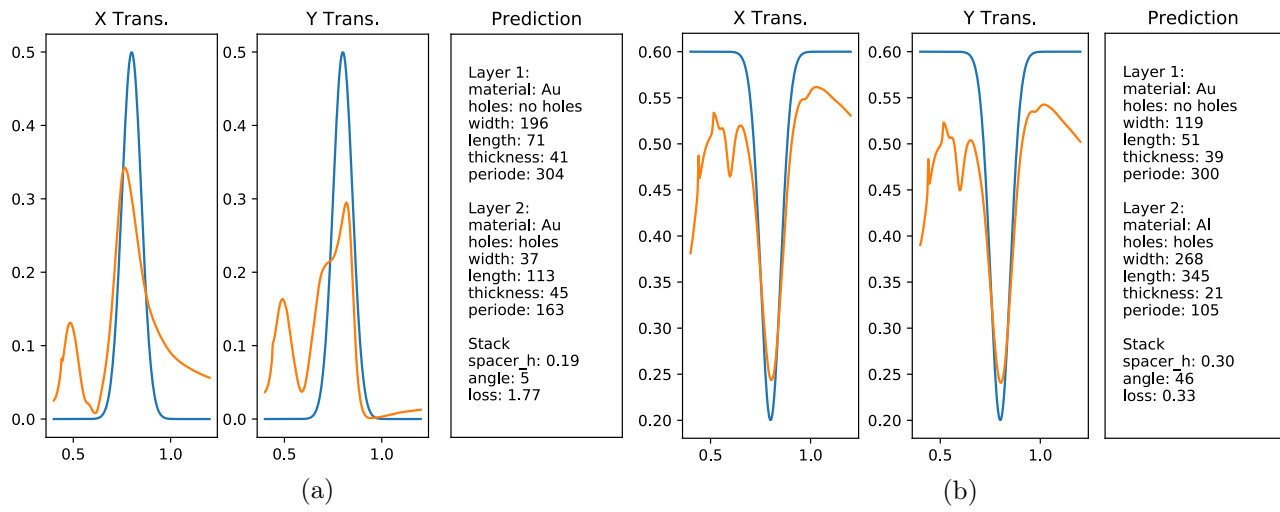 X Trans.
Y Trans.
Prediction
0.5
0.4
0.3
0.2
0.1
0.0
0.5
1.0
0.5
0.4
0.3
0.2
0.1
0.0
0.5
1.0
Layer 1:
material: Au
holes: no holes
width: 196
length: 71
thickness: 41
periode: 304
Layer 2:
material: Au
holes: holes
width: 37
length: 113
thickness: 45
periode: 163
Stack
spacer_h: 0.19
angle: 5
loss: 1.77
(a)
X Trans.
Y Trans.
Prediction
0.60
0.55
0.50
0.45
0.40
0.35
0.30
0.25
0.20
0.5
1.0
0.60
0.55
0.50
0.45
0.40
0.35
0.30
0.25
0.20
0.5
1.0
Layer 1:
material: Au
holes: no holes
width: 119
length: 51
thickness: 39
periode: 300
Layer 2:
material: Al
holes: holes
width: 268
length: 345
thickness: 21
periode: 105
Stack
spacer_h: 0.30
angle: 46
loss: 0.33
(b)